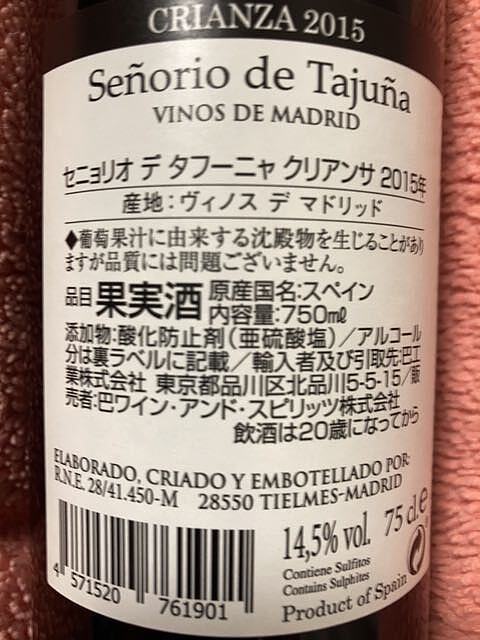 CRIANZA 2015
Señorio de Tajuña
VINOS DE MADRID
セニョリオ デ タフーニャ クリアンサ 2015年
産地:ヴィノス デ マドリッド
◆葡萄果汁に由来する沈殿物を生じることがあり
ますが品質には問題ございません。
品目 果実酒 原産国名:スペイン
内容量:750㎖
添加物:酸化防止剤(亜硫酸塩)/アルコール
分は裏ラベルに記載/輸入者及び引取先:巴工
業株式会社 東京都品川区北品川5-5-15/販
売者:巴ワイン・アンド・スピリッツ株式会社
飲酒は20歳になってから
ELABORADO, CRIADO Y EMBOTELLADO POR:
R.N.E. 28/41.450-M 28550 TIELMES-MADRID
14,5% vol. 75 cl.e
Contiene Sulfitos
Contains Sulphites
Product of Spain
4 571520 761901